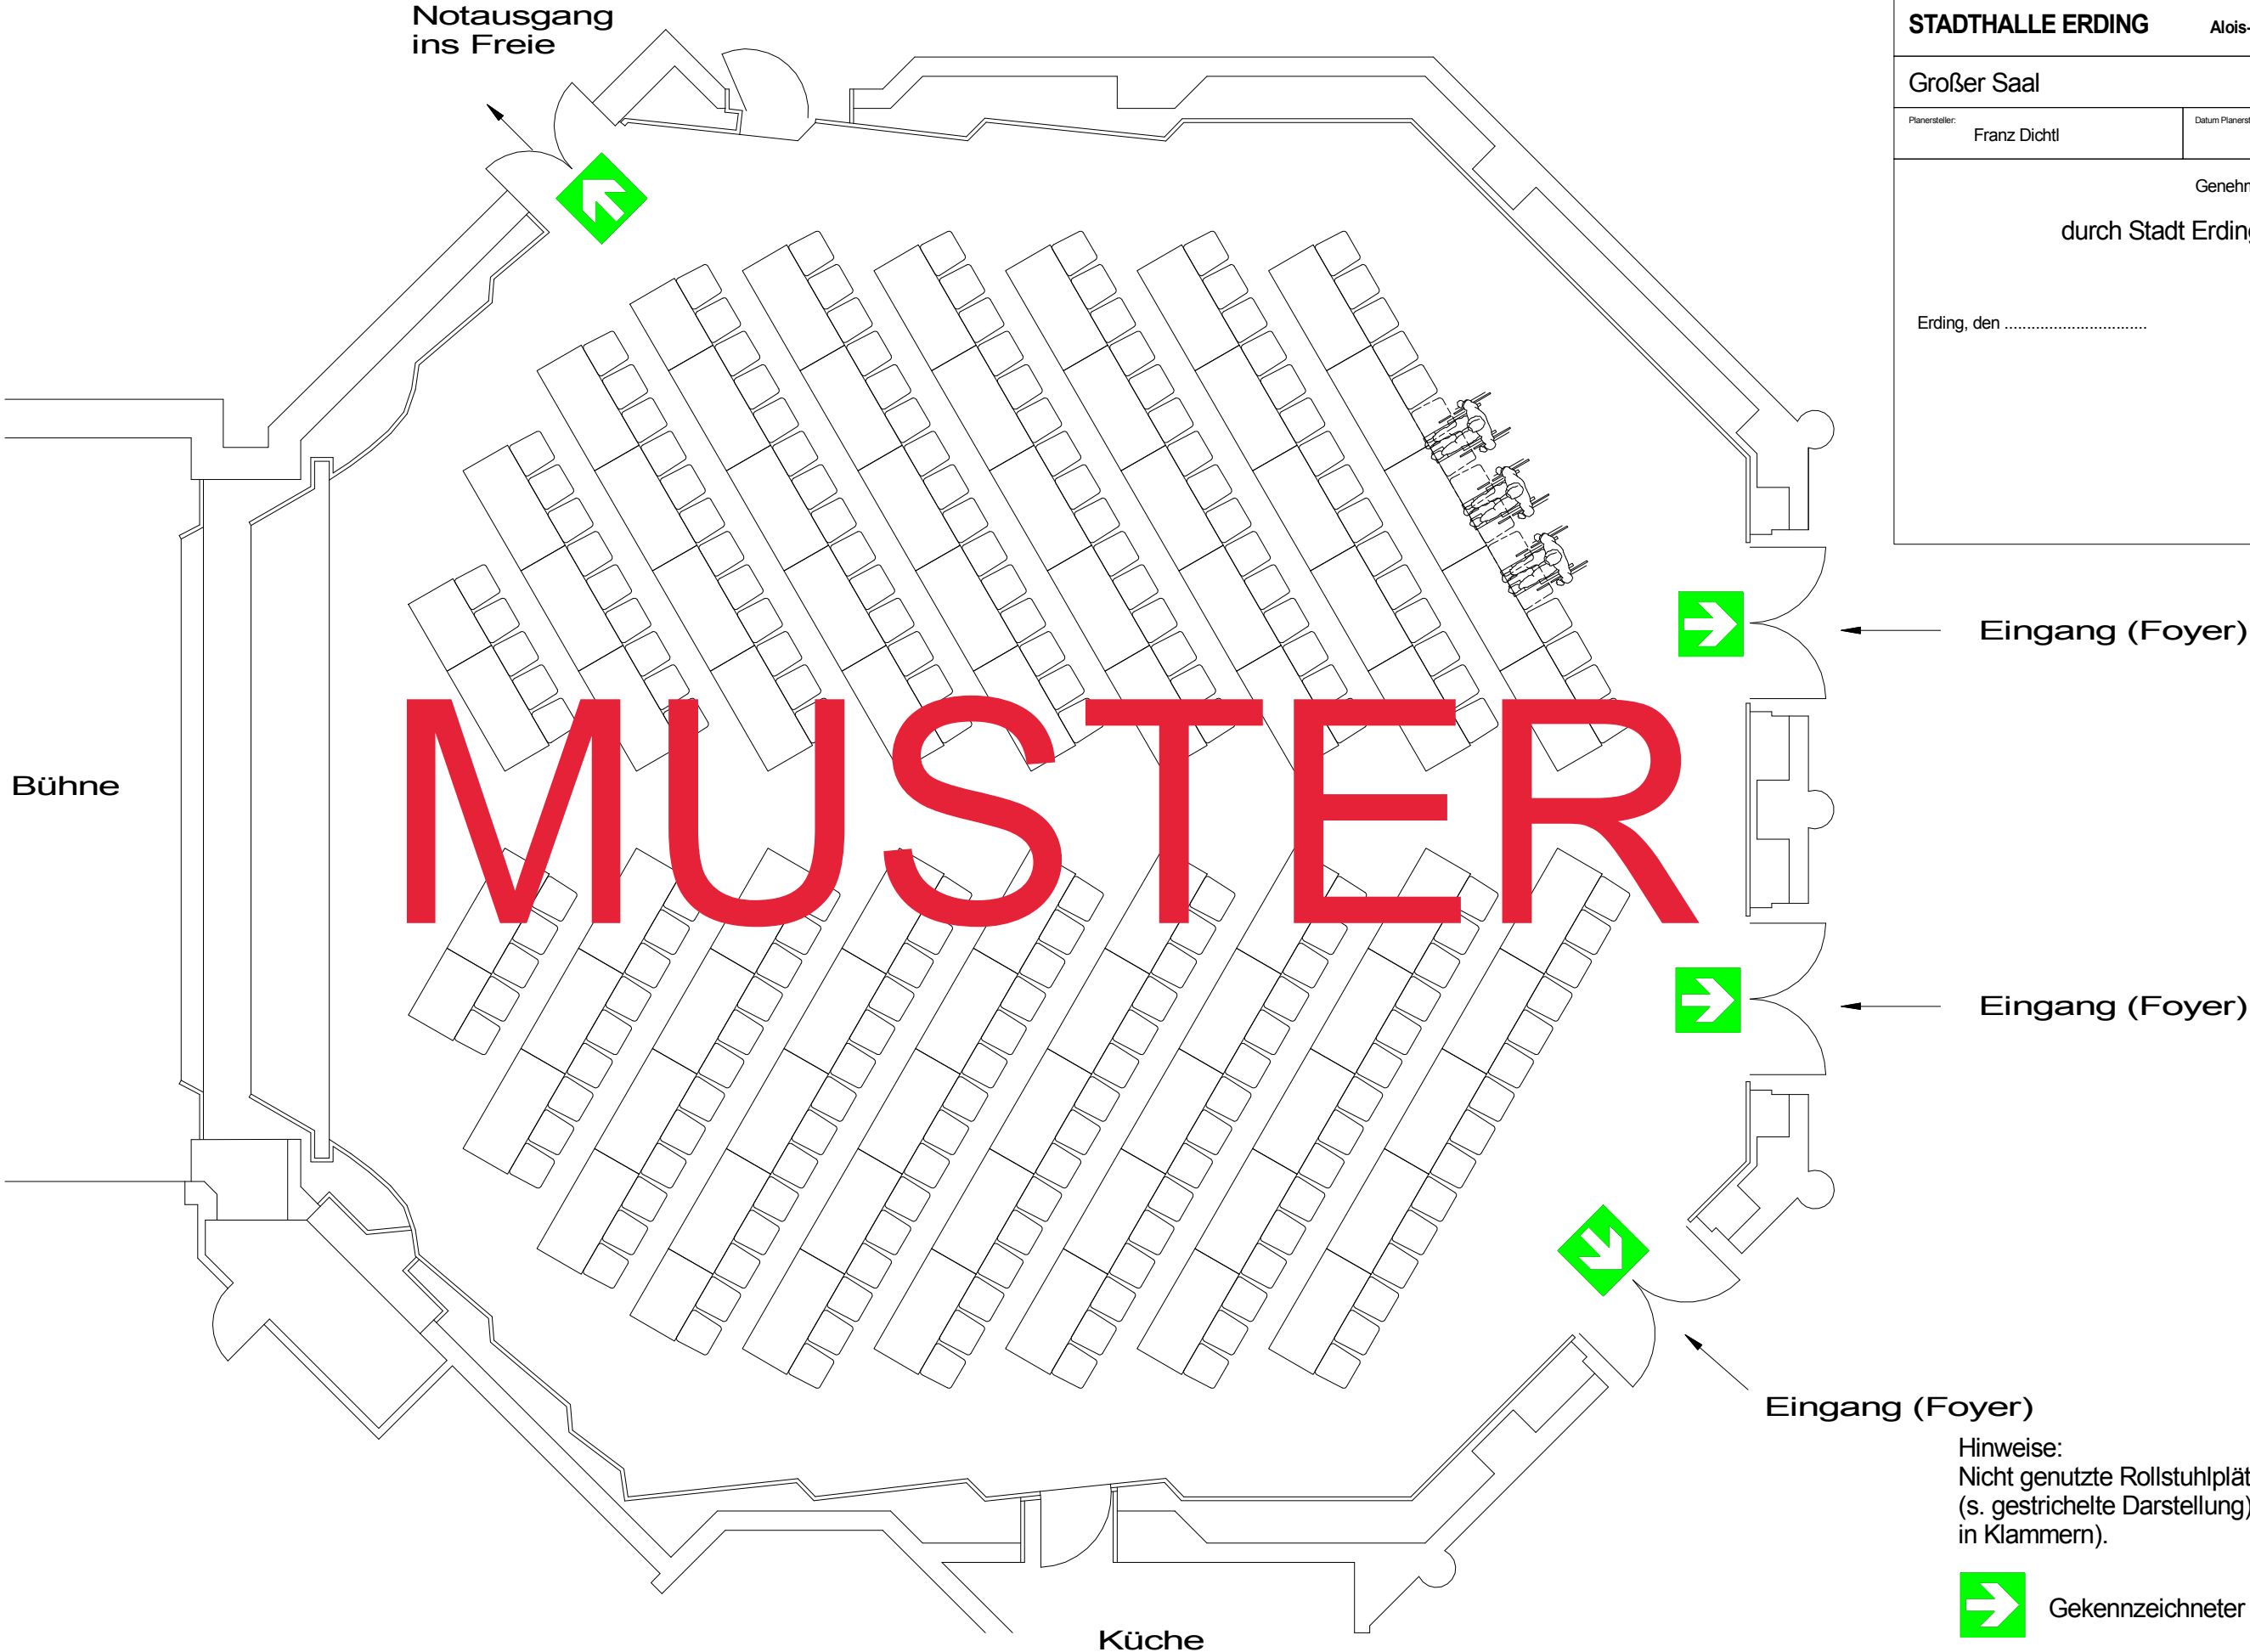 Notausgang
ins Freie
STADTHALLE ERDING Alois-
Großer Saal
Planersteller:
Franz Dichtl
Datum Planerst
Genehm
durch Stadt Erding
Erding, den ................................
Eingang (Foyer)
MUSTER
Bühne
Eingang (Foyer)
Eingang (Foyer)
Hinweise:
Nicht genutzte Rollstuhlplät
(s. gestrichelte Darstellung)
in Klammern).
Gekennzeichneter
Küche